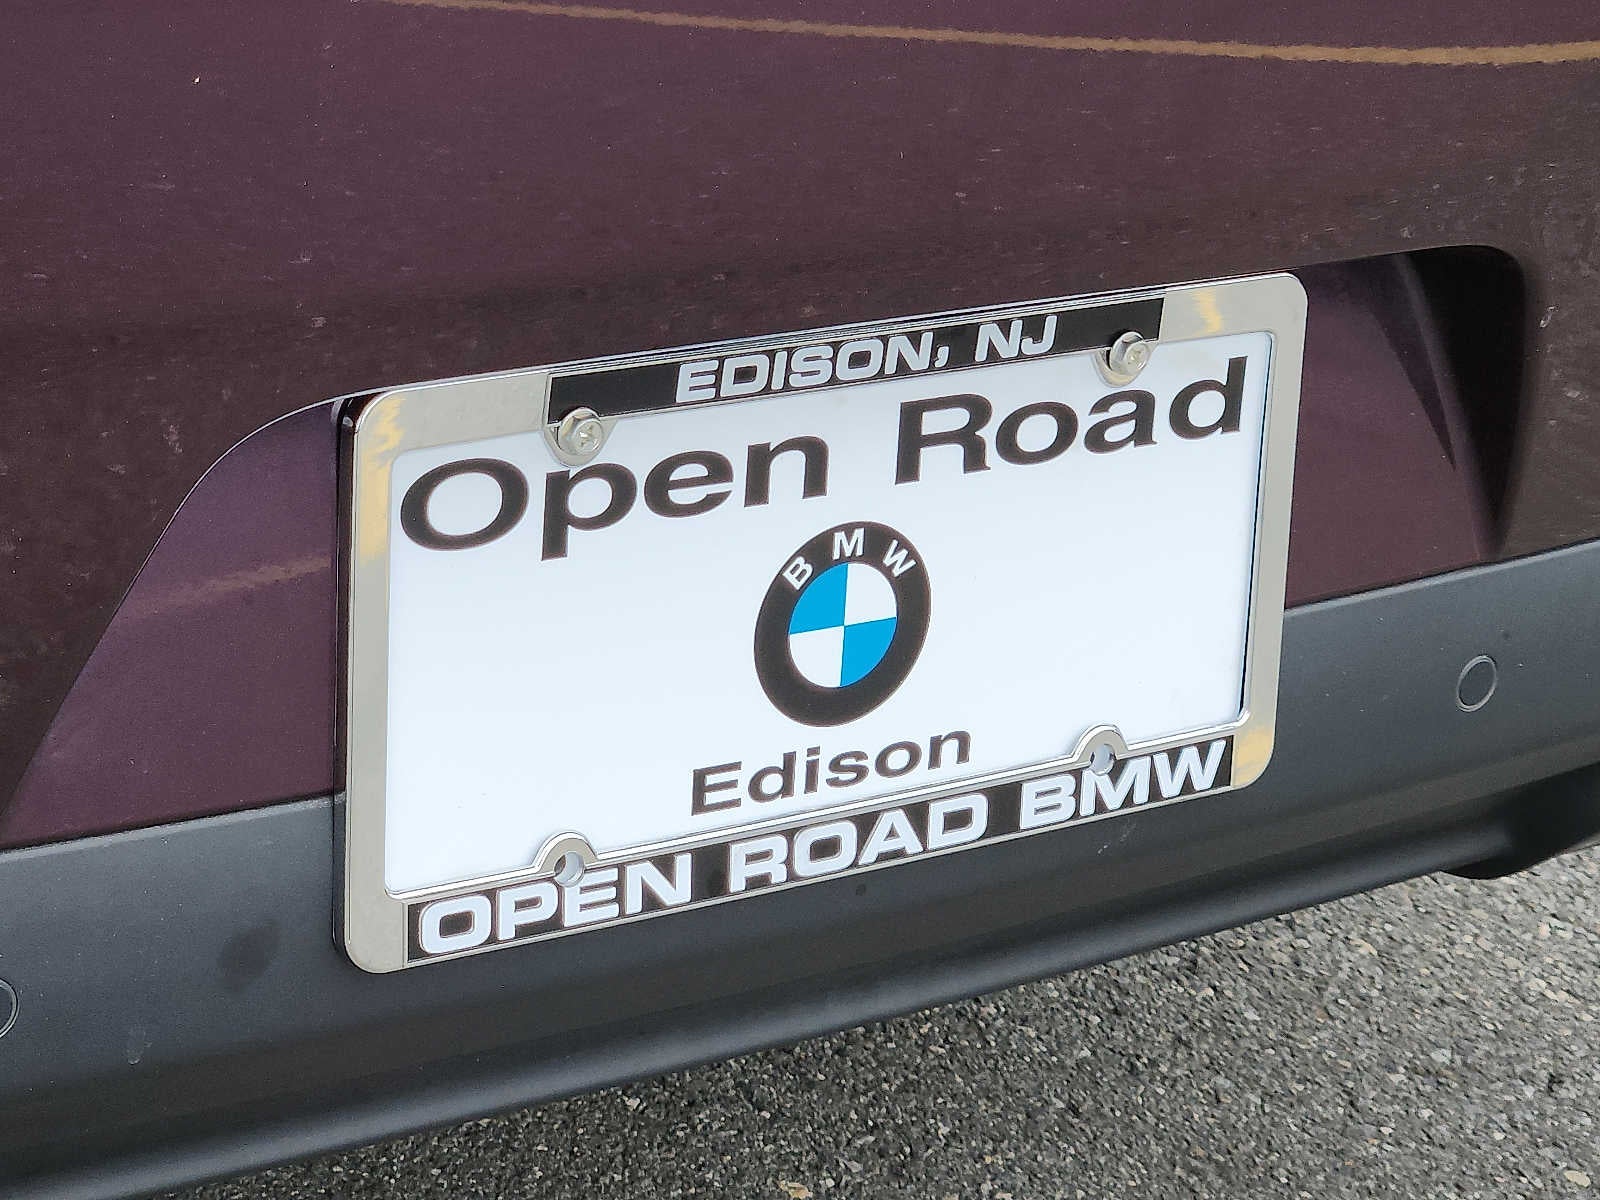 EDISON, NJ
Open Road
BMW
Edison
OPEN ROAD BMW